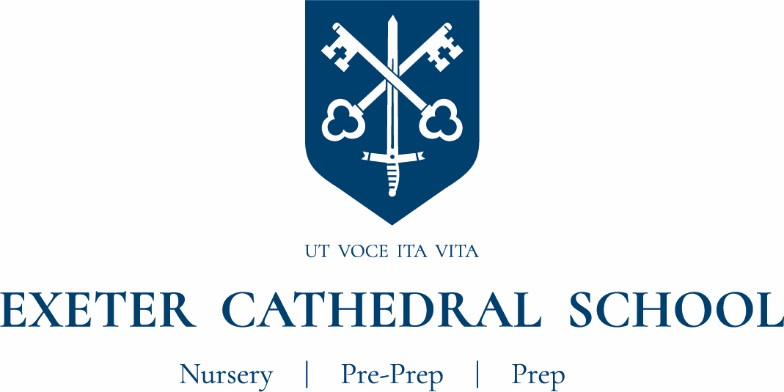 UT VOCE ITA VITA
EXETER CATHEDRAL SCHOOL
Nursery | Pre-Prep | Prep